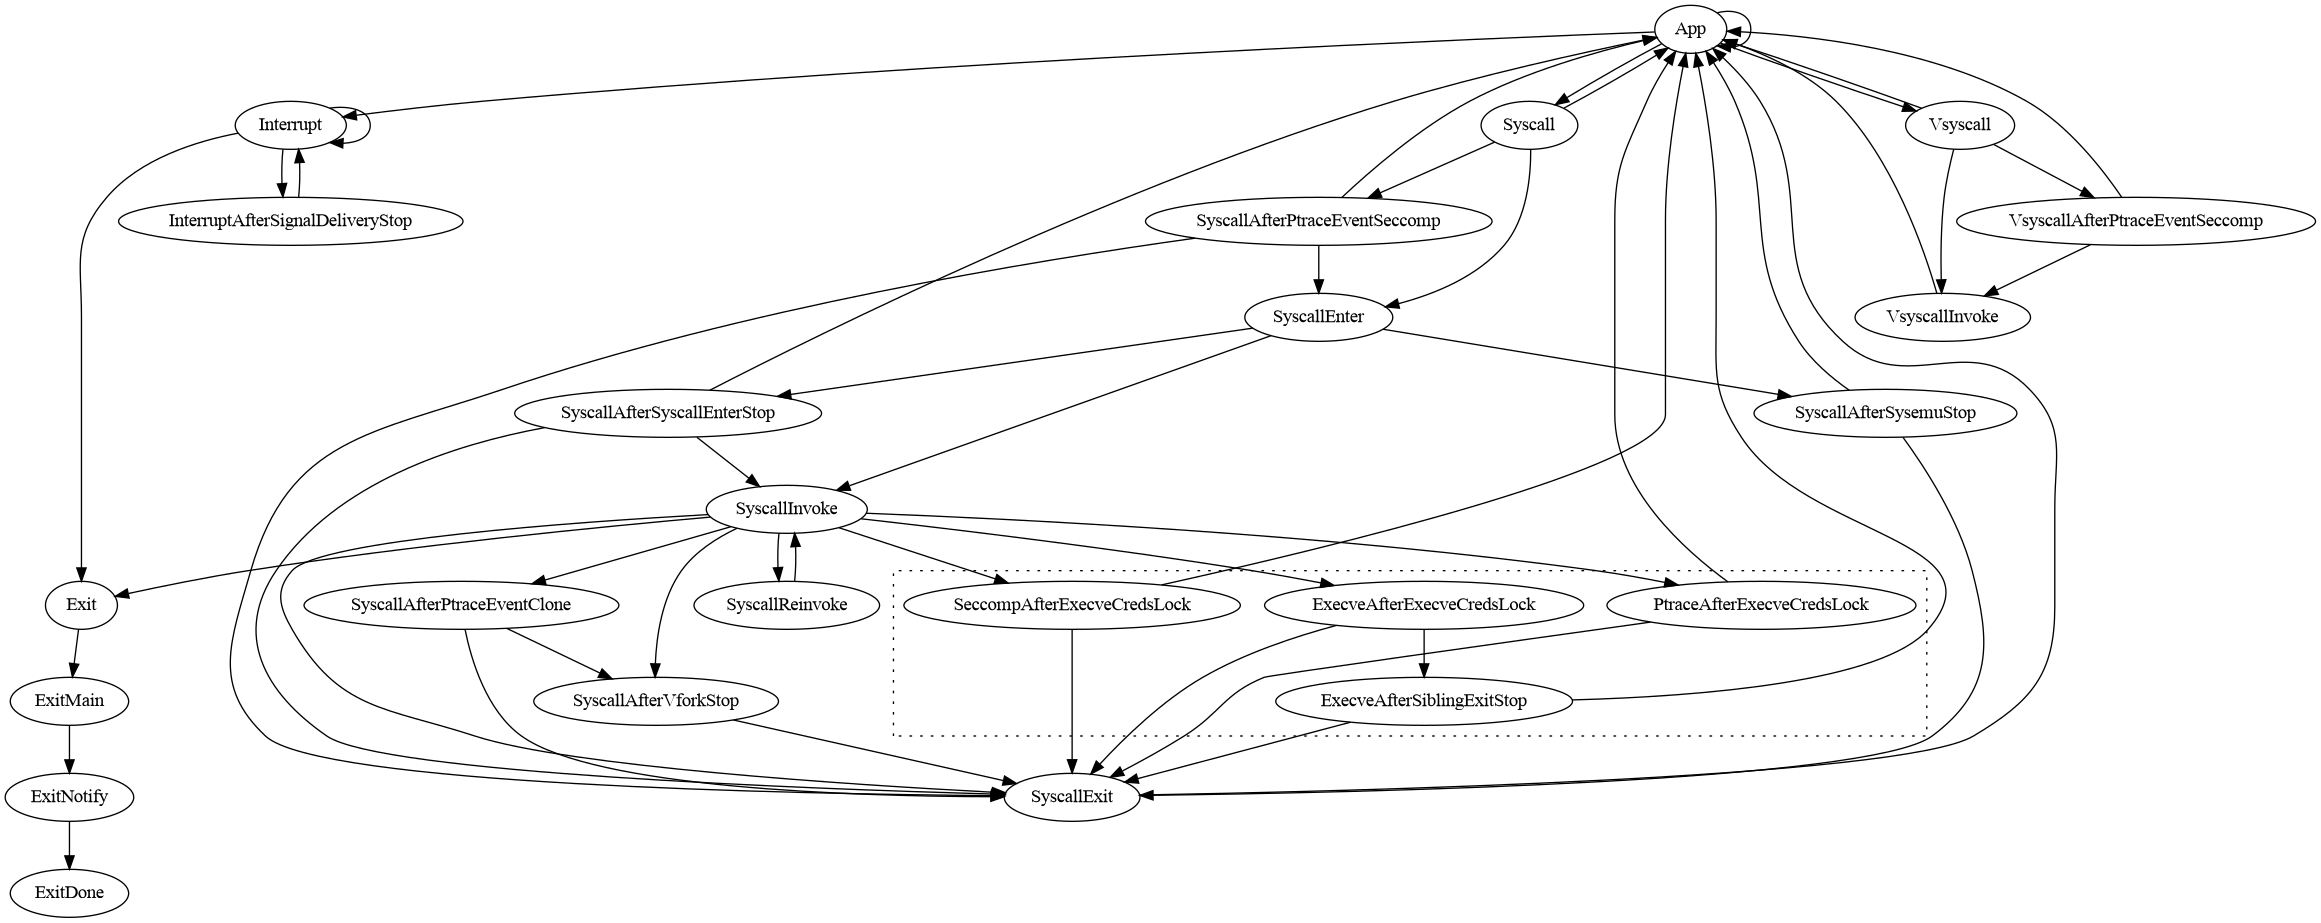 App
Interrupt
Syscall
Vsyscall
InterruptAfterSignalDeliveryStop
SyscallAfterPtraceEventSeccomp
VsyscallAfterPtraceEventSeccomp
SyscallEnter
VsyscallInvoke
SyscallAfterSyscallEnterStop
SyscallAfterSysemuStop
SyscallInvoke
Exit
SyscallAfterPtraceEventClone
SyscallReinvoke
SeccompAfterExecveCredsLock
ExecveAfterExecveCredsLock
PtraceAfterExecveCredsLock
ExitMain
SyscallAfterVforkStop
ExecveAfterSiblingExitStop
ExitNotify
SyscallExit
ExitDone